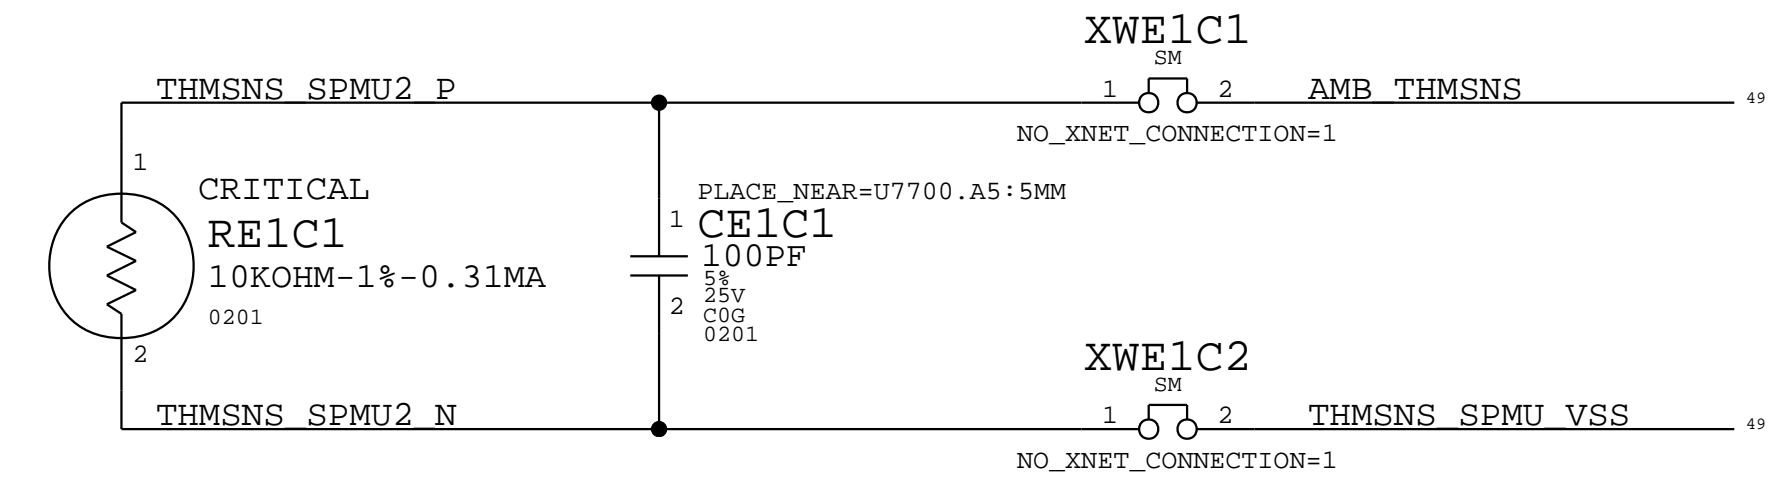 XWE1C1
SM
THMSNS_SPMU2_P
1
2
AMB_THMSNS
49
NO_XNET_CONNECTION=1
1
CRITICAL
RE1C1
10KOHM-1%-0.31MA
0201
2
PLACE_NEAR=U7700.A5:5MM
1
CE1C1
100PF
5%
25V
C0G
0201
2
XWE1C2
SM
THMSNS_SPMU2_N
1
2
THMSNS_SPMU_VSS
49
NO_XNET_CONNECTION=1